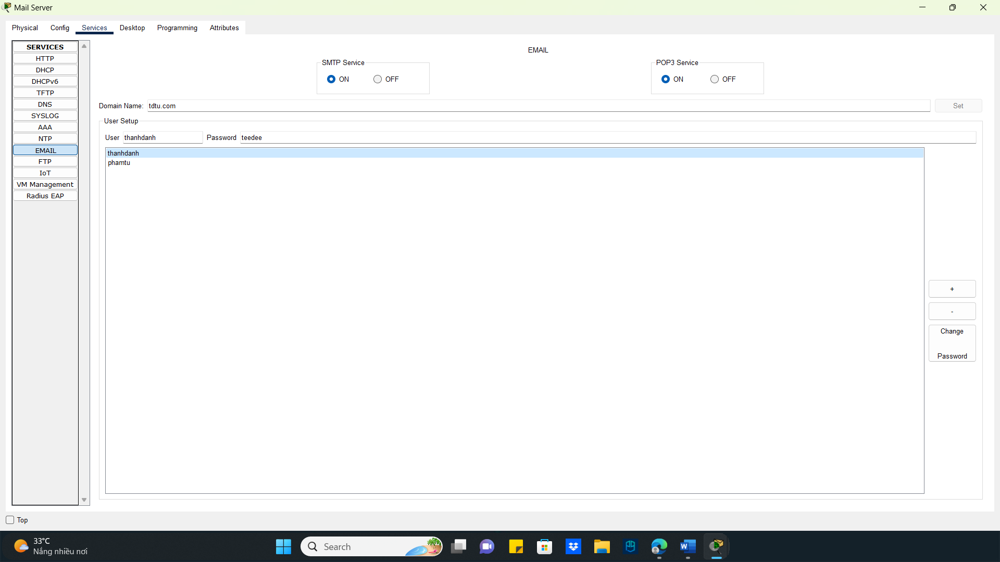 Mail Server
Physical Config Services Desktop Programming Attributes
SERVICES
HTTP
DHCP
DHCPv6
TFTP
DNS
SYSLOG
AAA
NTP
EMAIL
FTP
IoT
VM Management
Radius EAP
EMAIL
SMTP Service
ON OFF
POP3 Service
ON OFF
Domain Name: tdtu.com Set
User Setup
User thanhdanh Password teedee
thanhdanh
phamtu
+
-
Change
Password
Top
33°C
Nắng nhiều nơi
Search